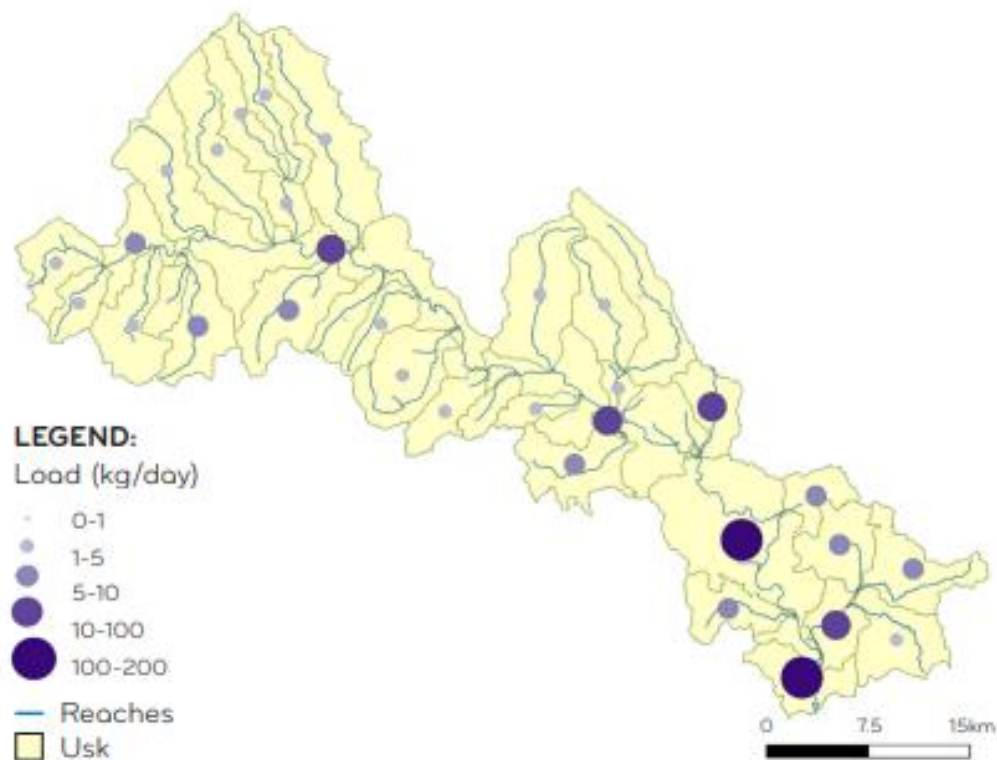 LEGEND:
Load (kg/day)
0-1
1-5
5-10
10-100
100-200
Reaches
Usk
0 7.5 15km